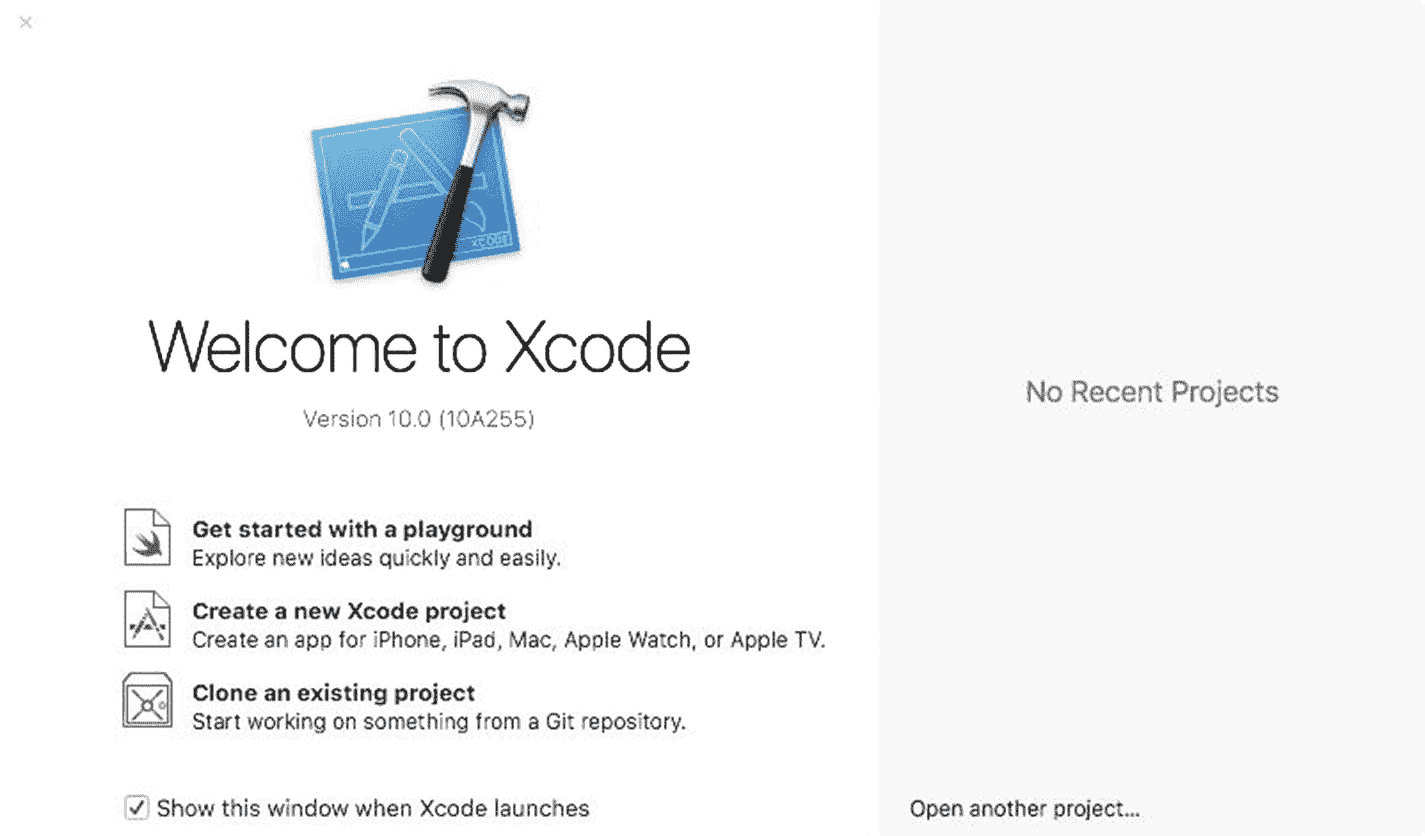 XCODE
Welcome to Xcode
Version 10.0 (10A255)
Get started with a playground
Explore new ideas quickly and easily.
Create a new Xcode project
Create an app for iPhone, iPad, Mac, Apple Watch, or Apple TV.
Clone an existing project
Start working on something from a Git repository.
Show this window when Xcode launches
No Recent Projects
Open another project...